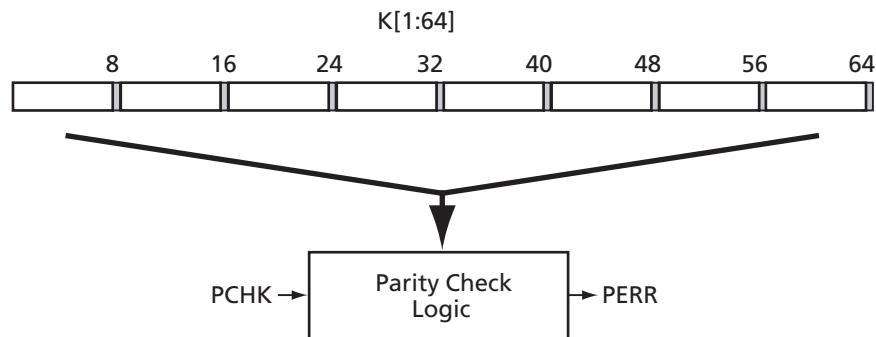 K[1:64]
8 16 24 32 40 48 56 64
PCHK
Parity Check
Logic
PERR